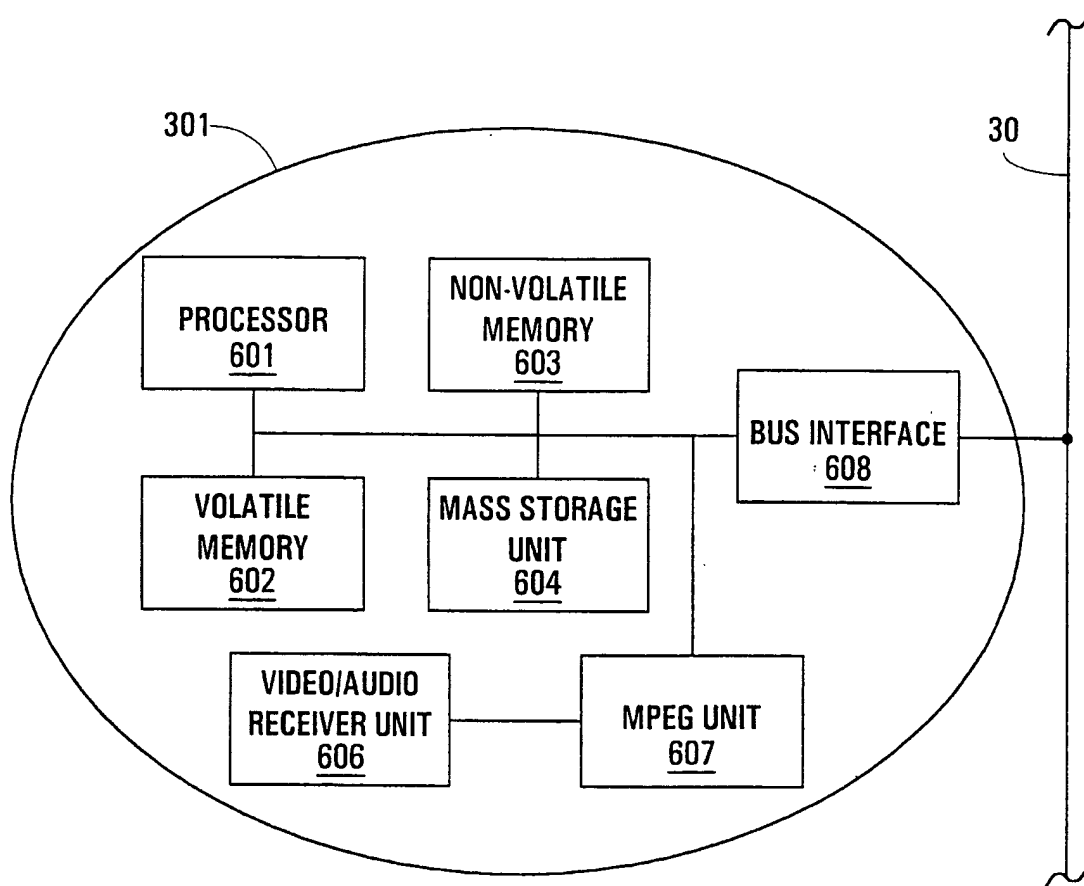 301
30
PROCESSOR
601
NON-VOLATILE
MEMORY
603
BUS INTERFACE
608
VOLATILE
MEMORY
602
MASS STORAGE
UNIT
604
VIDEO/AUDIO
RECEIVER UNIT
606
MPEG UNIT
607